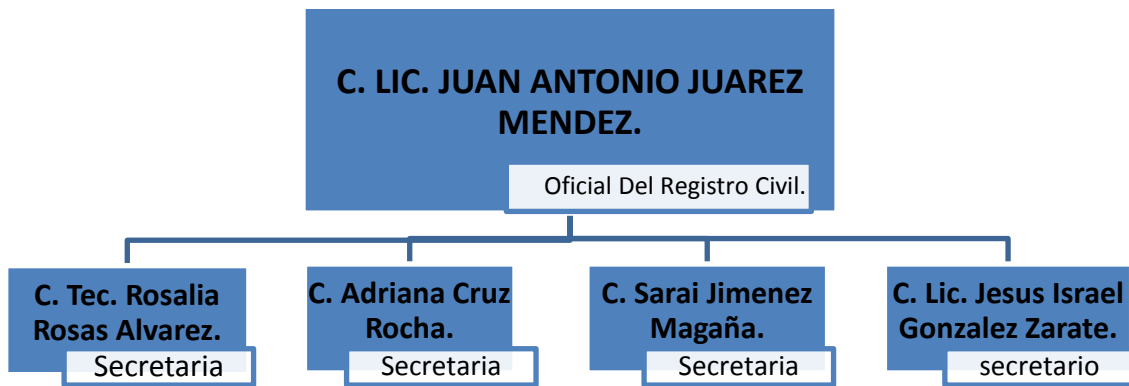 C. LIC. JUAN ANTONIO JUAREZ
MENDEZ.
Oficial Del Registro Civil.
C. Tec. Rosalia
Rosas Alvarez.
Secretaria
C. Adriana Cruz
Rocha.
Secretaria
C. Sarai Jimenez
Magaña.
Secretaria
C. Lic. Jesus Israel
Gonzalez Zarate.
secretario